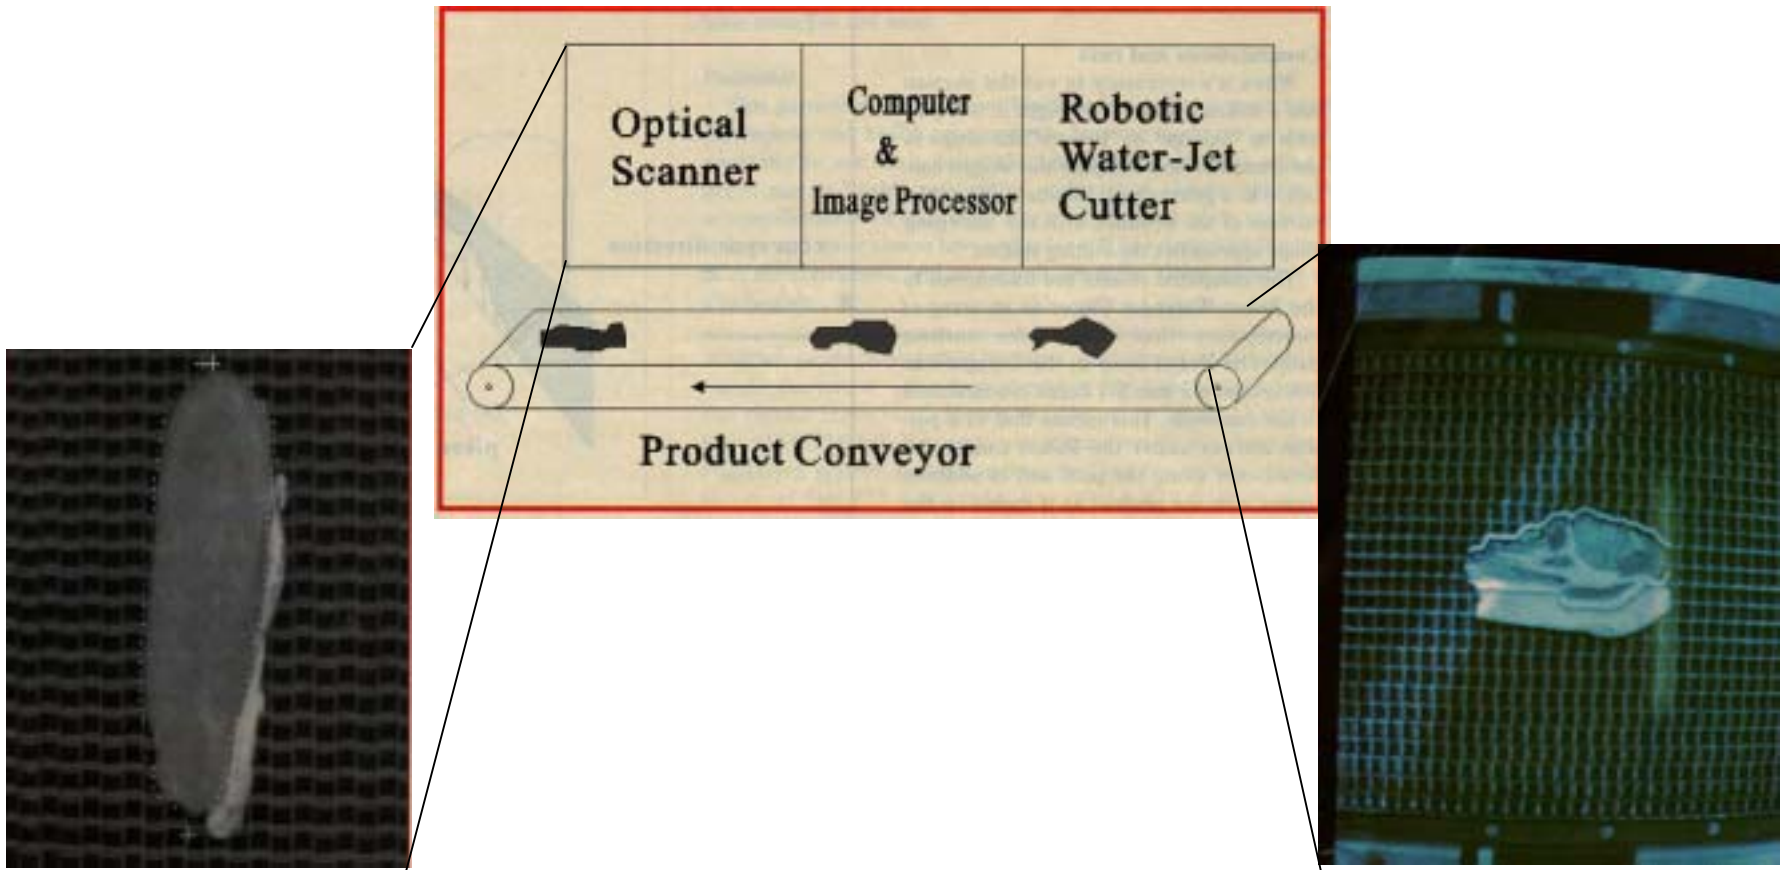 Optical
Scanner
Computer
&
Image Processor
Robotic
Water-Jet
Cutter
Product Conveyor